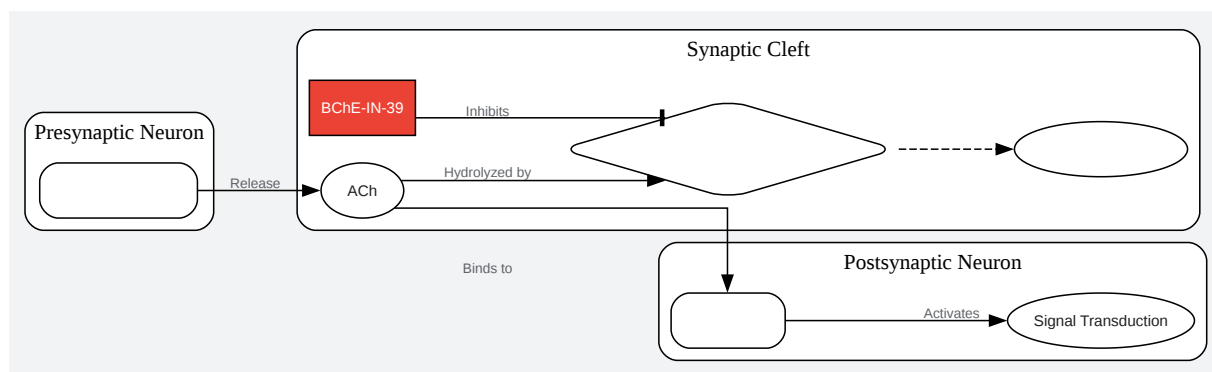 Synaptic Cleft
BChE-IN-39
Inhibits
Presynaptic Neuron
Release
ACh
Hydrolyzed by
Binds to
Postsynaptic Neuron
Activates
Signal Transduction